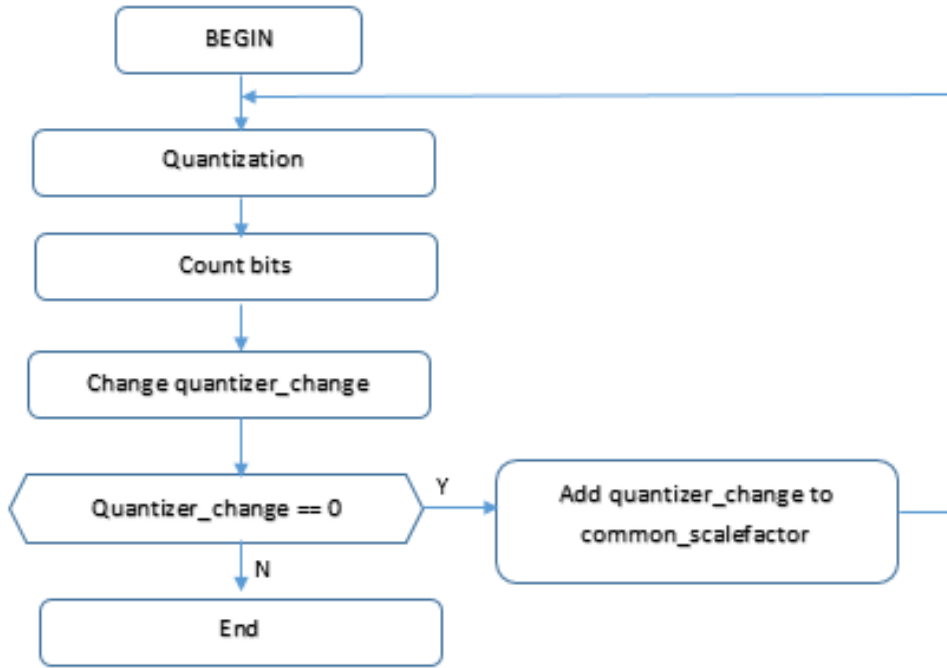 BEGIN
Quantization
Count bits
Change quantizer_change
Quantizer_change == 0
Y
Add quantizer_change to
common_scalefactor
N
End